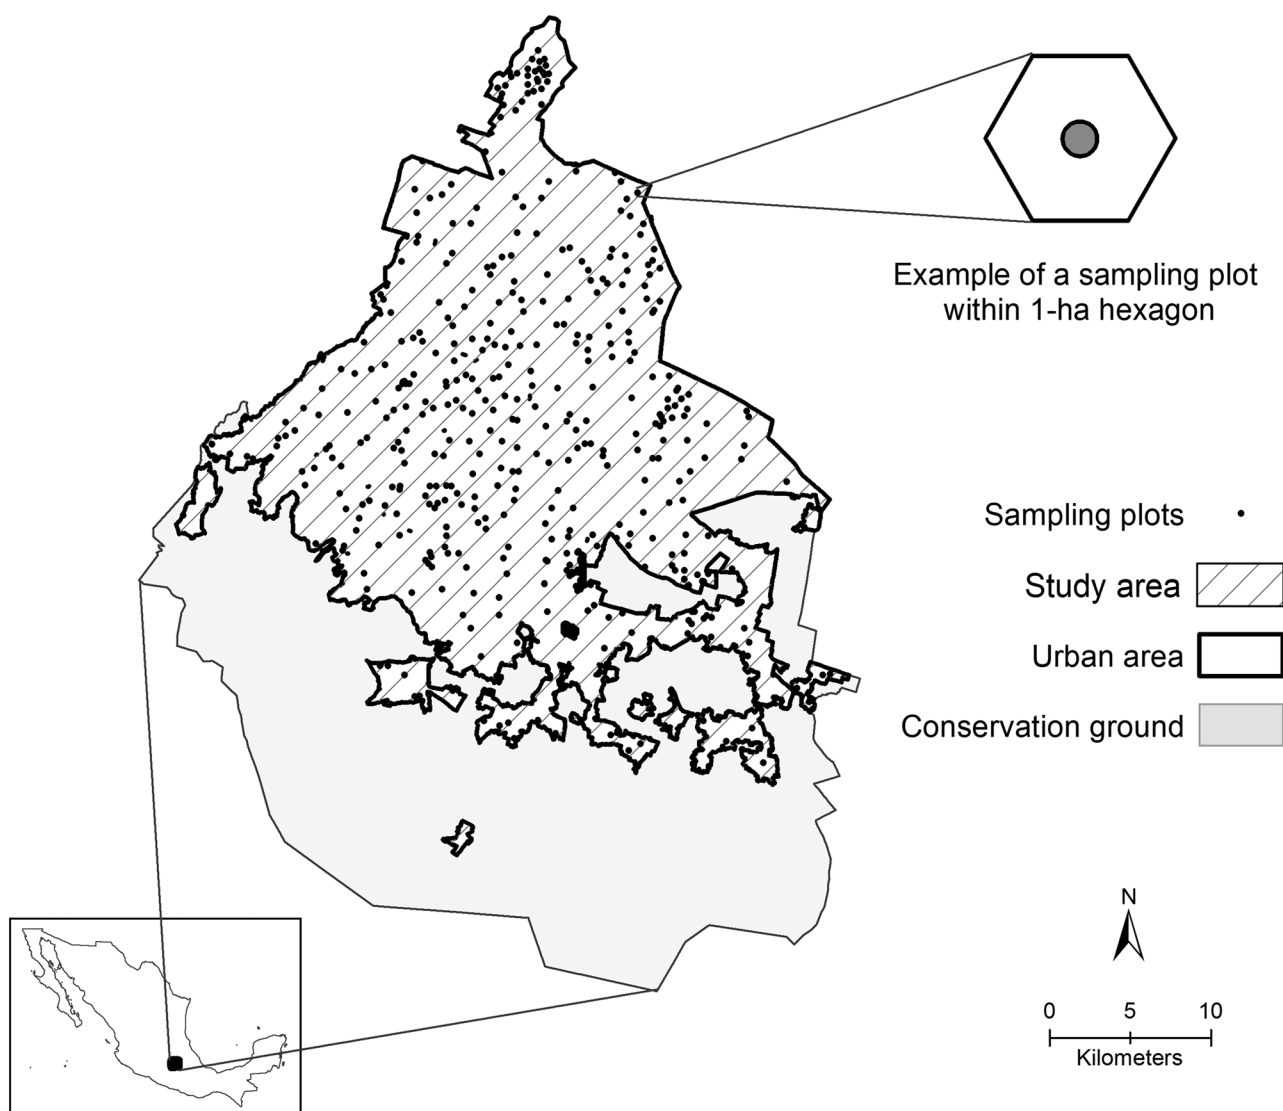 Example of a sampling plot
within 1-ha hexagon
Sampling plots
Study area
Urban area
Conservation ground
N
0 5 10
Kilometers